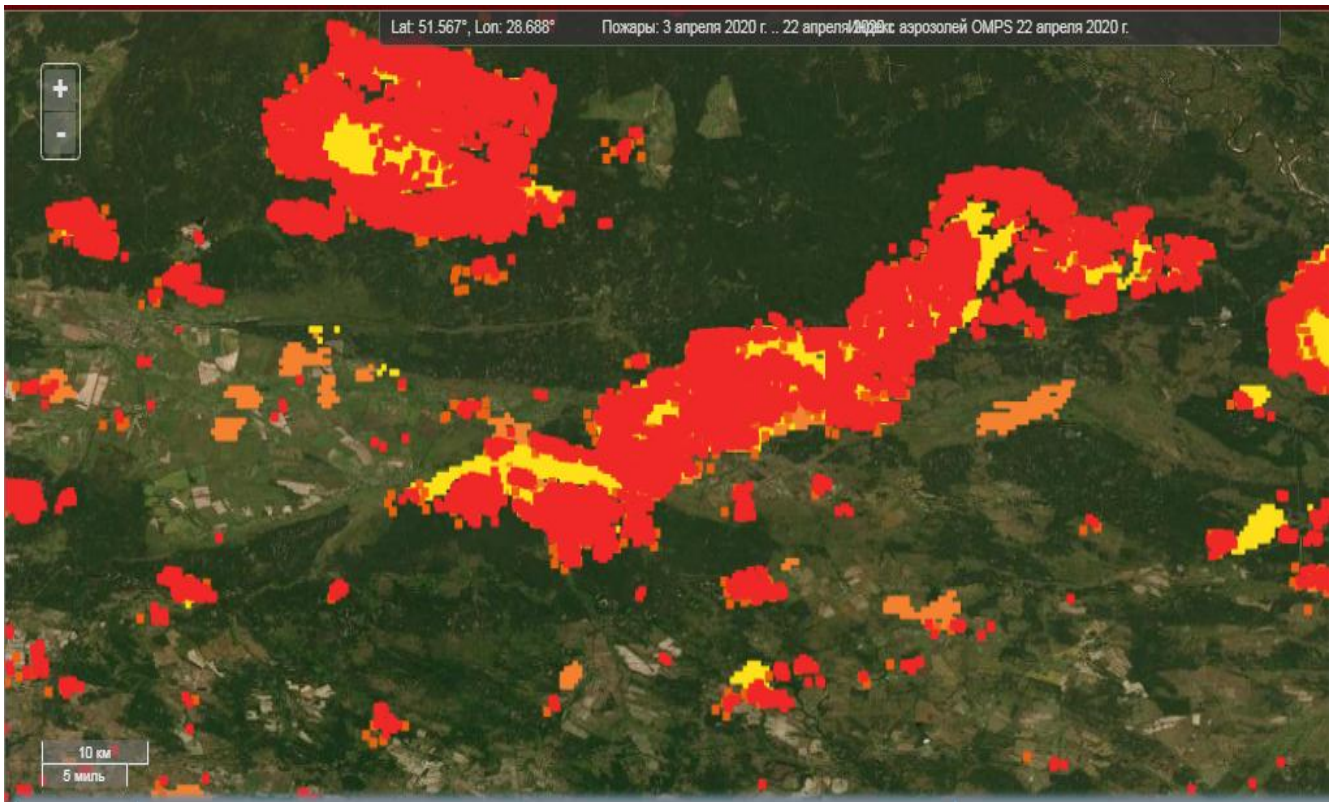 Lat: 51.567°, Lon: 28.688° Пожары: 3 апреля 2020 г. .. 22 апреля Индекс аэрозолей OMPS 22 апреля 2020 г.
+
-
10 км
5 миль